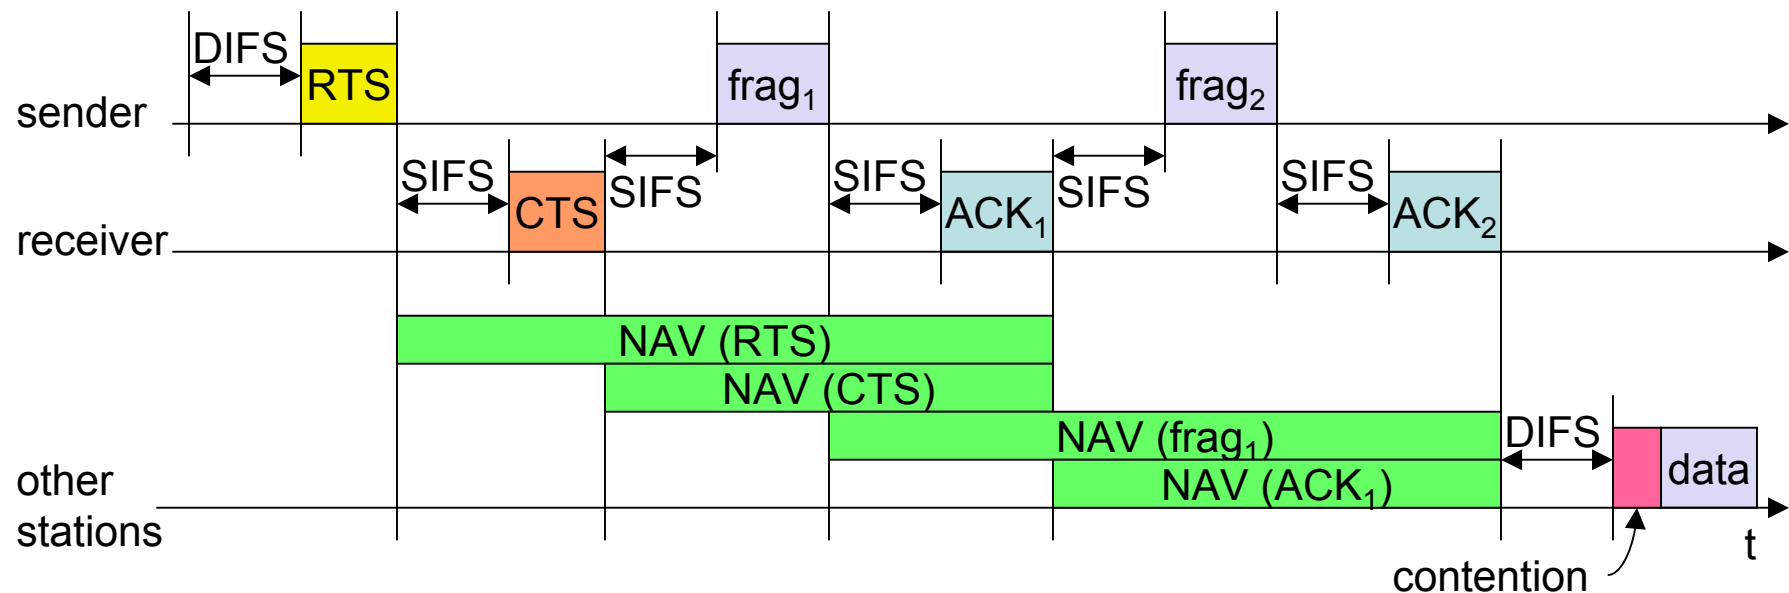 DIFS
RTS
frag₁
frag₂
sender
SIFS
CTS
SIFS
SIFS
ACK₁
SIFS
SIFS
ACK₂
receiver
NAV (RTS)
NAV (CTS)
NAV (frag₁)
DIFS
NAV (ACK₁)
data
other
stations
t
contention